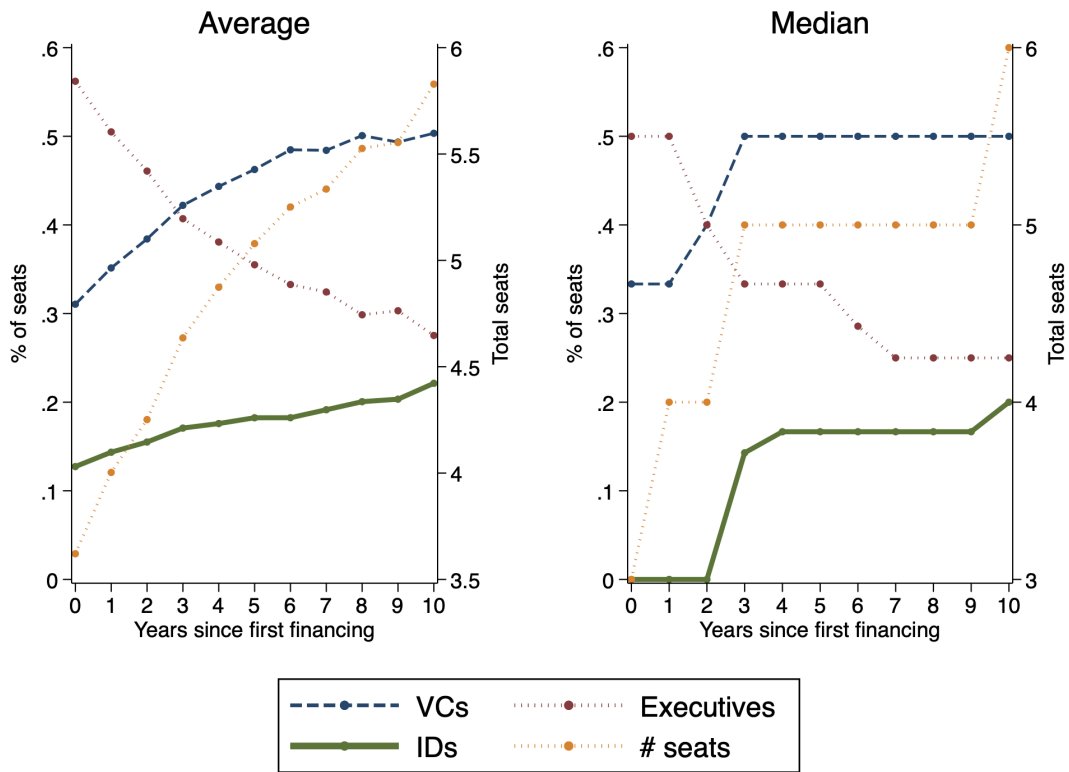 Average
.6
.5
.4
.3
.2
.1
0
% of seats
6
5.5
5
4.5
4
3.5
Total seats
0 1 2 3 4 5 6 7 8 9 10
Years since first financing
Median
.6
.5
.4
.3
.2
.1
0
% of seats
6
5
4
3
Total seats
0 1 2 3 4 5 6 7 8 9 10
Years since first financing
VCs
Executives
IDs
# seats